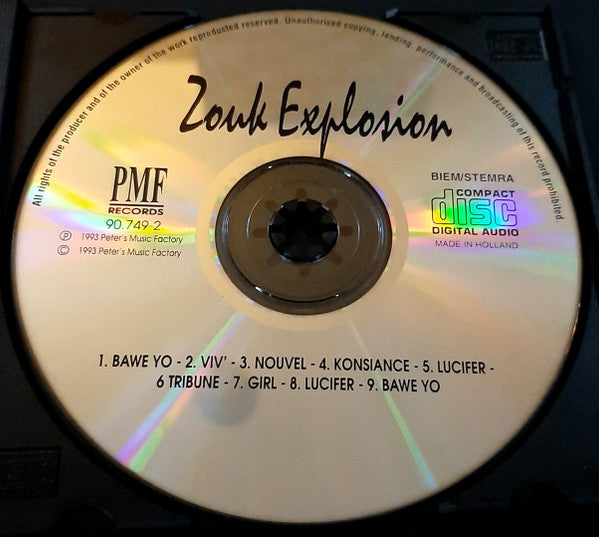 All rights of the producer and of the owner of the work reproduced reserved. Unauthorised copying, lending, performance and broadcasting of this record prohibited.
Zouk Explosion
PMF
RECORDS
90.749-2
℗ 1993 Peter's Music Factory
© 1993 Peter's Music Factory
BIEM/STEMRA
COMPACT
disc
DIGITAL AUDIO
MADE IN HOLLAND
1. BAWE YO - 2. VIV' - 3. NOUVEL - 4. KONSIANCE - 5. LUCIFER -
6 TRIBUNE - 7. GIRL - 8. LUCIFER - 9. BAWE YO